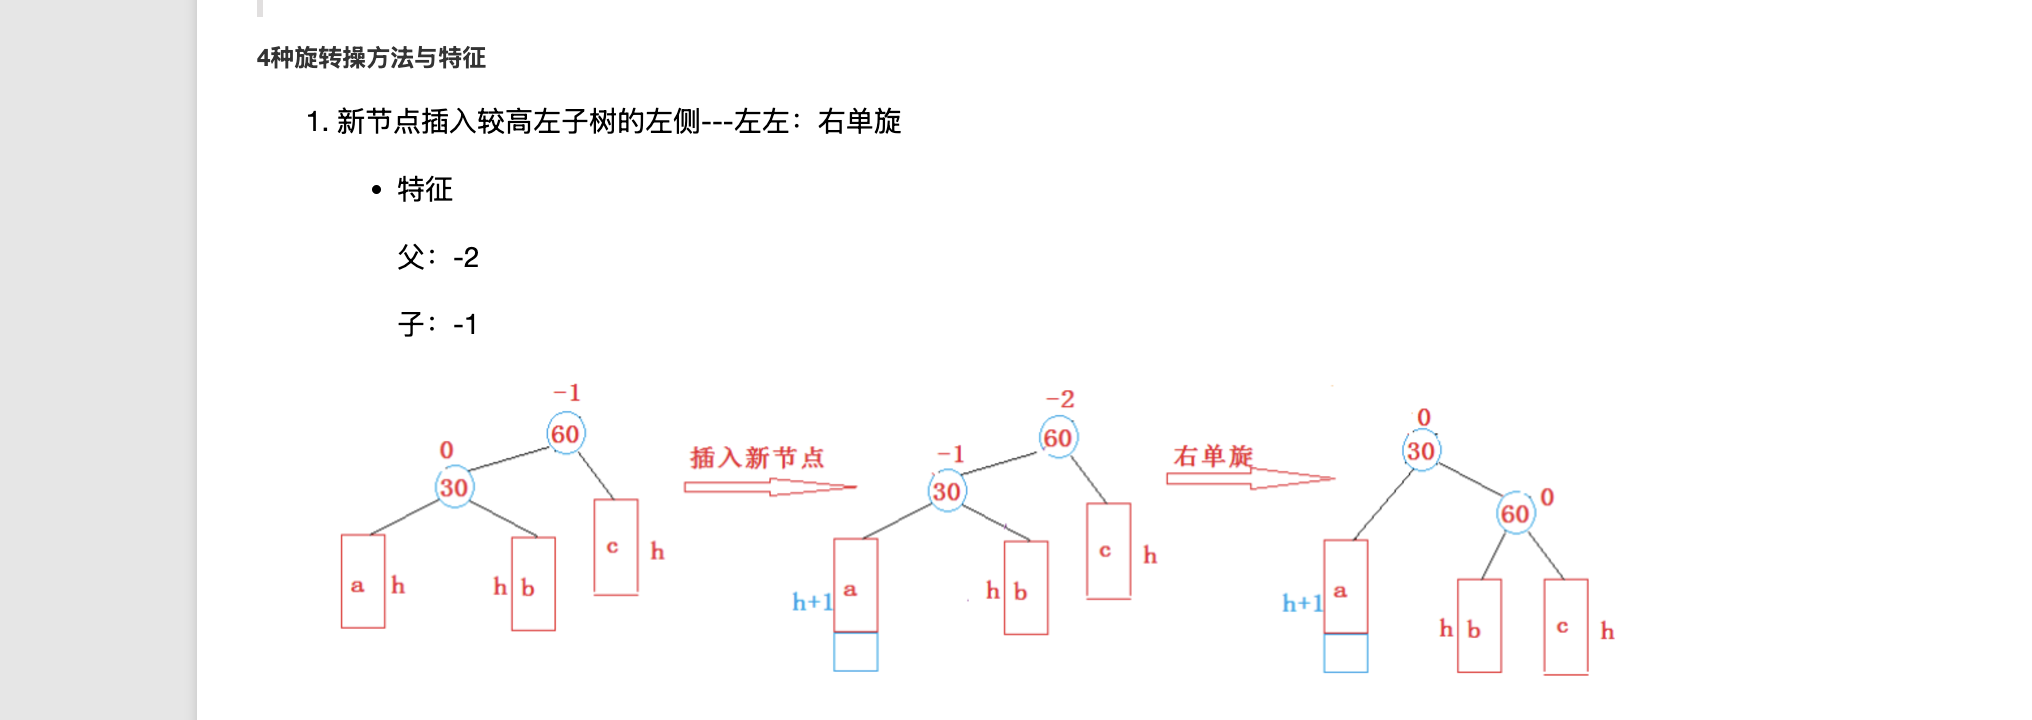 4种旋转操方法与特征
1. 新节点插入较高左子树的左侧---左左：右单旋
• 特征
父：-2
子：-1
-1
60
0
30
a
h
h
b
c
h
插入新节点
-2
60
-1
30
h+1
a
h
b
c
h
右单旋
0
30
0
60
h+1
a
h
b
c
h